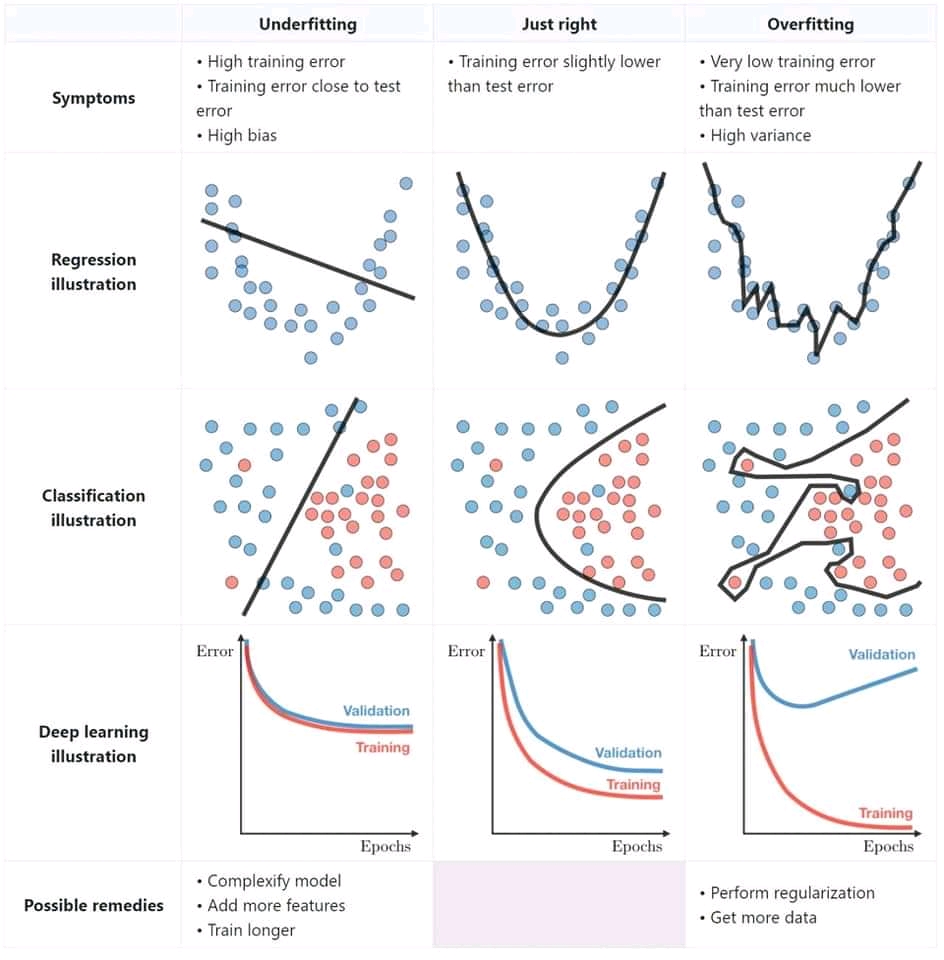 Underfitting
Just right
Overfitting
Symptoms
• High training error
• Training error close to test
error
• High bias
• Training error slightly lower
than test error
• Very low training error
• Training error much lower
than test error
• High variance
Regression
illustration
Classification
illustration
Deep learning
illustration
Error
Validation
Training
Epochs
Error
Validation
Training
Epochs
Error
Validation
Training
Epochs
Possible remedies
• Complexify model
• Add more features
• Train longer
• Perform regularization
• Get more data